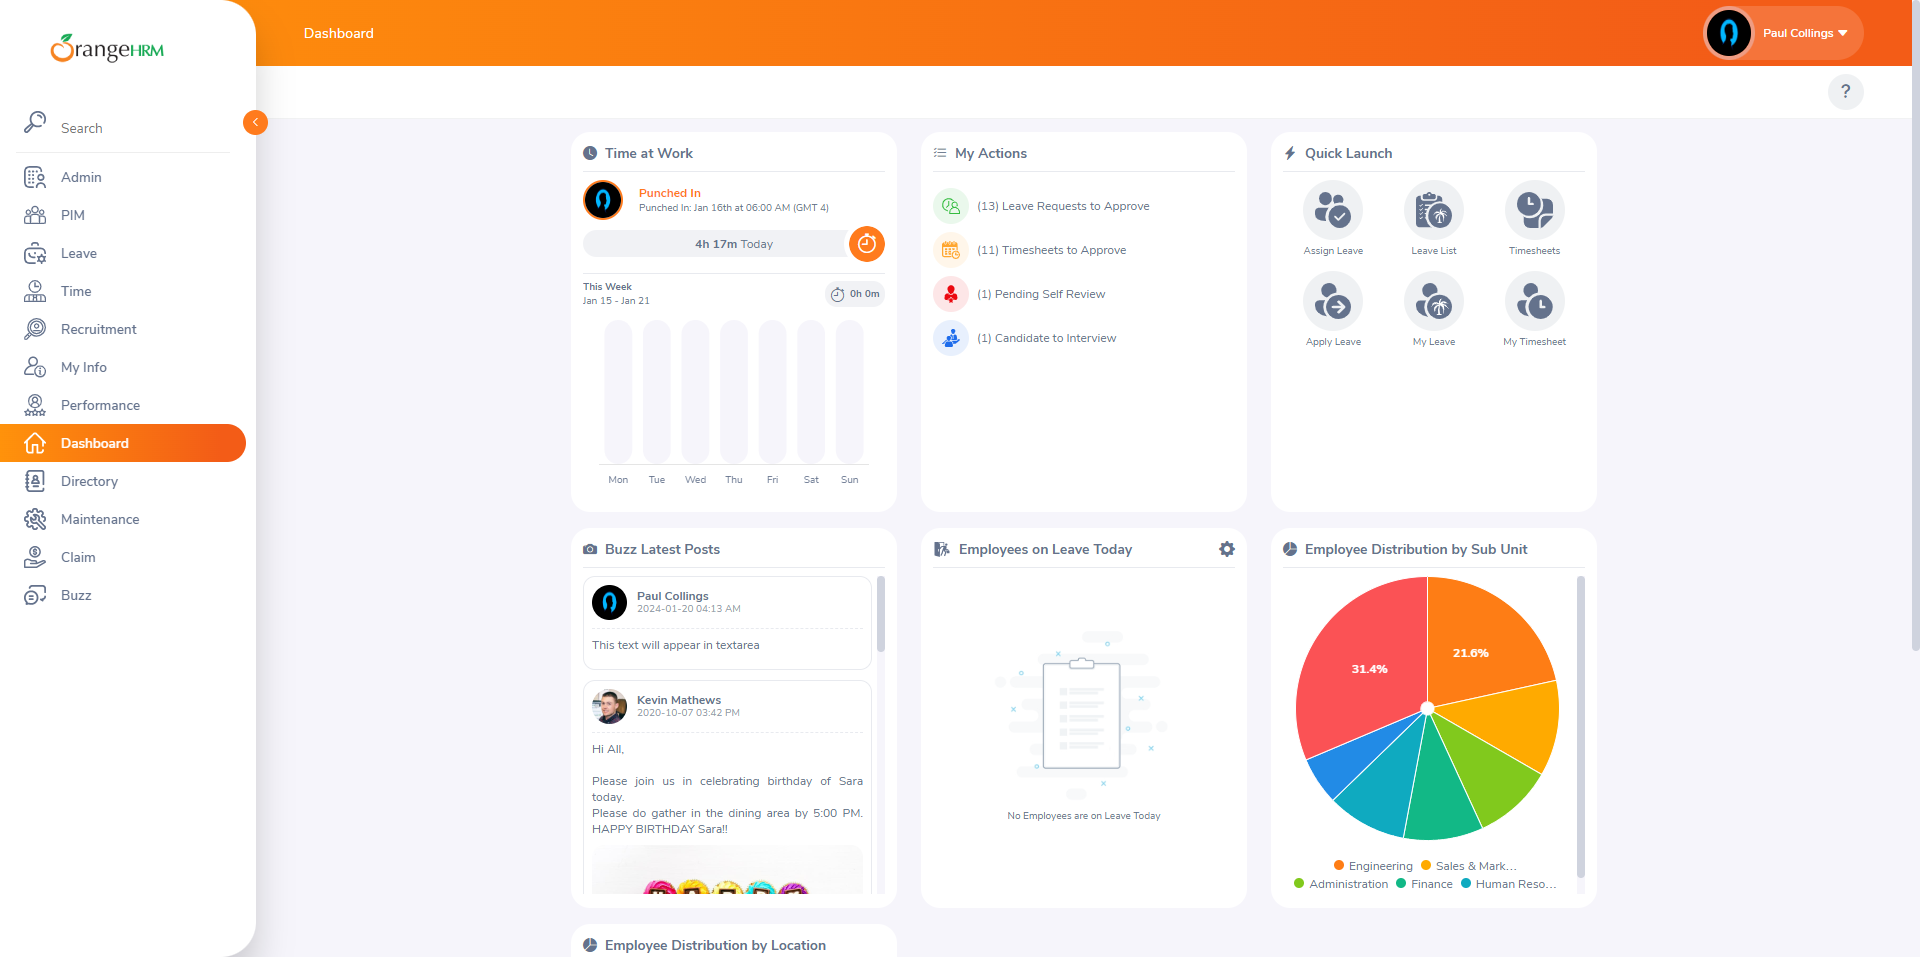 OrangeHRM
Dashboard
Paul Collings
?
Search
Admin
PIM
Leave
Time
Recruitment
My Info
Performance
Dashboard
Directory
Maintenance
Claim
Buzz
Time at Work
Punched In
Punched In: Jan 16th at 06:00 AM (GMT 4)
4h 17m Today
This Week
Jan 15 - Jan 21
0h 0m
Mon Tue Wed Thu Fri Sat Sun
My Actions
(13) Leave Requests to Approve
(11) Timesheets to Approve
(1) Pending Self Review
(1) Candidate to Interview
Quick Launch
Assign Leave Leave List Timesheets
Apply Leave My Leave My Timesheet
Buzz Latest Posts
Paul Collings
2024-01-20 04:13 AM
This text will appear in textarea
Kevin Mathews
2020-10-07 03:42 PM
Hi All,
Please join us in celebrating birthday of Sara
today.
Please do gather in the dining area by 5:00 PM.
HAPPY BIRTHDAY Sara!!
Employees on Leave Today
No Employees are on Leave Today
Employee Distribution by Sub Unit
21.6%
31.4%
Engineering Sales & Mark...
Administration Finance Human Reso...
Employee Distribution by Location